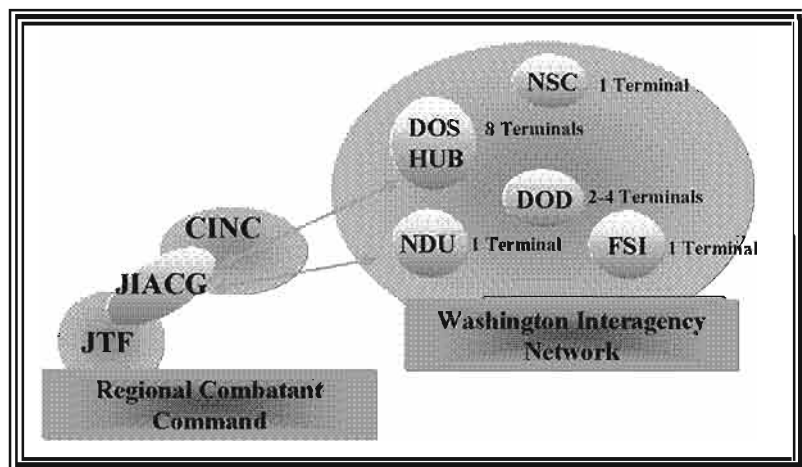 NSC 1 Terminal
DOS
HUB
8 Terminals
DOD 2-4 Terminals
NDU 1 Terminal
FSI 1 Terminal
CINC
JIACG
JTF
Washington Interagency
Network
Regional Combatant
Command